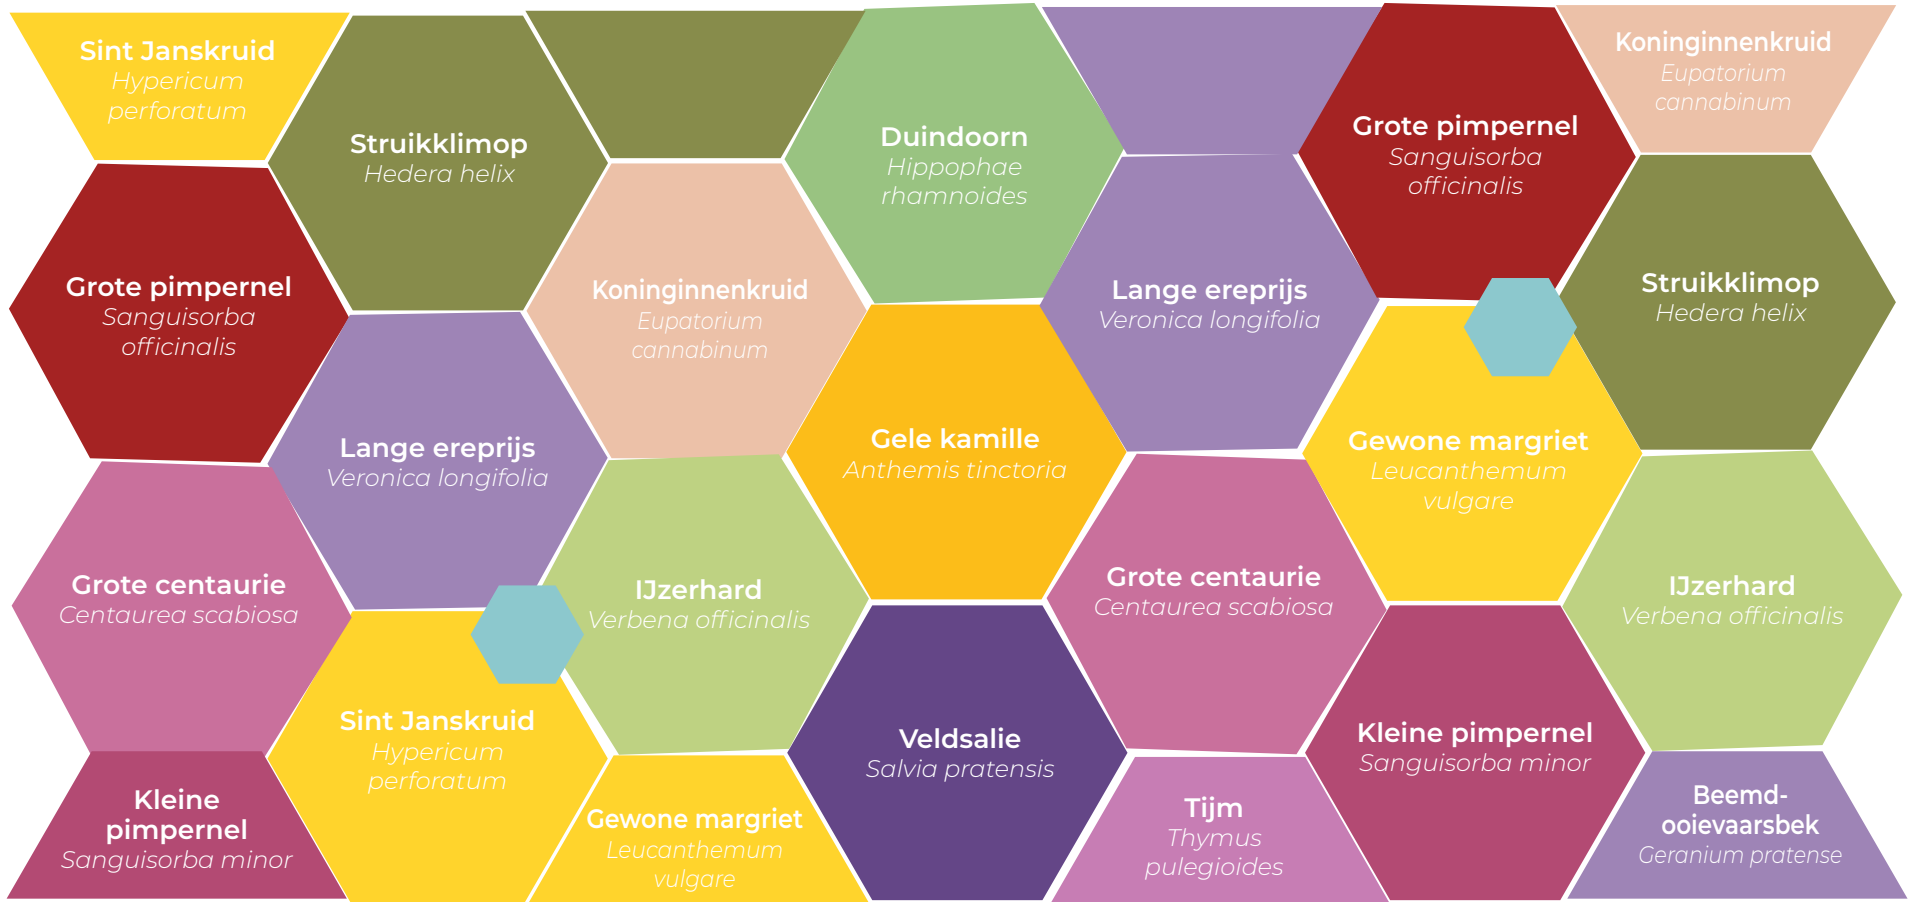 Sint Janskruid
Hypericum
perforatum
Struikklimop
Hedera helix
Duindoorn
Hippophae
rhamnoides
Grote pimpernel
Sanguisorba
officinalis
Koninginnenkruid
Eupatorium
cannabinum
Grote pimpernel
Sanguisorba
officinalis
Koninginnenkruid
Eupatorium
cannabinum
Lange ereprijs
Veronica longifolia
Struikklimop
Hedera helix
Lange ereprijs
Veronica longifolia
Gele kamille
Anthemis tinctoria
Gewone margriet
Leucanthemum
vulgare
Grote centaurie
Centaurea scabiosa
IJzerhard
Verbena officinalis
Grote centaurie
Centaurea scabiosa
IJzerhard
Verbena officinalis
Sint Janskruid
Hypericum
perforatum
Veldsalie
Salvia pratensis
Kleine pimpernel
Sanguisorba minor
Kleine
pimpernel
Sanguisorba minor
Gewone margriet
Leucanthemum
vulgare
Tijm
Thymus
pulegioides
Beemd-
ooievaarsbek
Geranium pratense